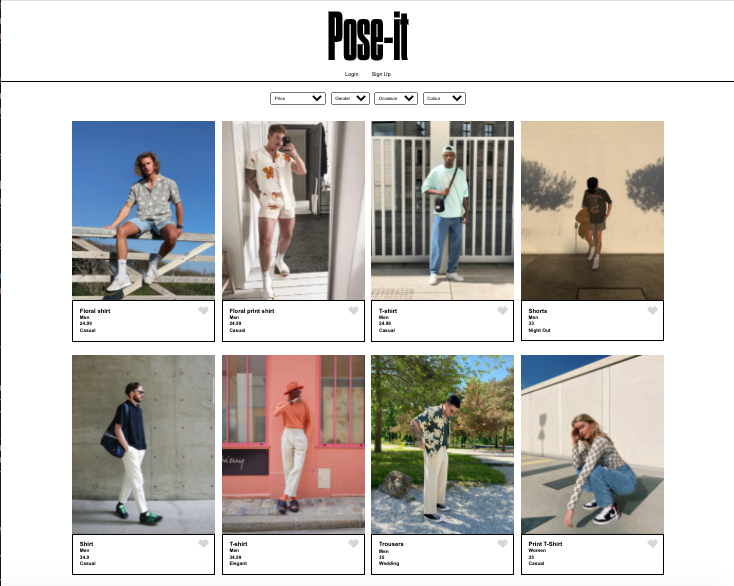 Pose-it
Login Sign Up
Price Gender Occasion Colour
Floral shirt
Men
24.99
Casual
Floral print shirt
Men
24.99
Casual
T-shirt
Men
24.99
Casual
Shorts
Men
33
Night Out
Shirt
Men
34.9
Casual
T-shirt
Men
34.99
Elegant
Trousers
Men
35
Wedding
Print T-Shirt
Women
35
Casual